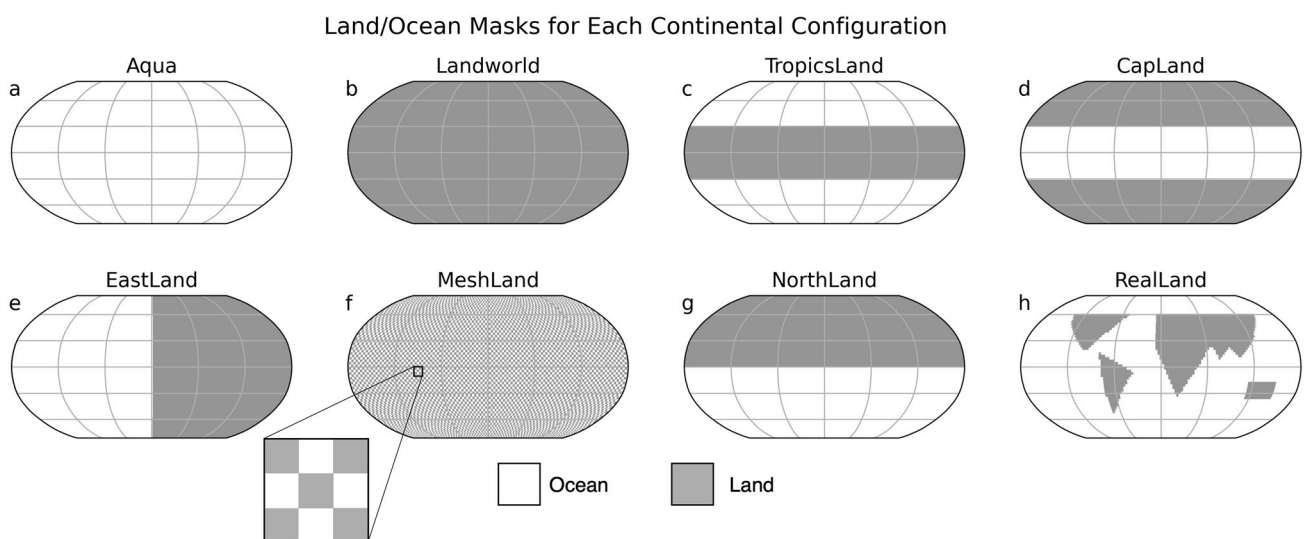 Land/Ocean Masks for Each Continental Configuration
a Aqua
b Landworld
c TropicsLand
d CapLand
e EastLand
f MeshLand
g NorthLand
h RealLand
Ocean
Land